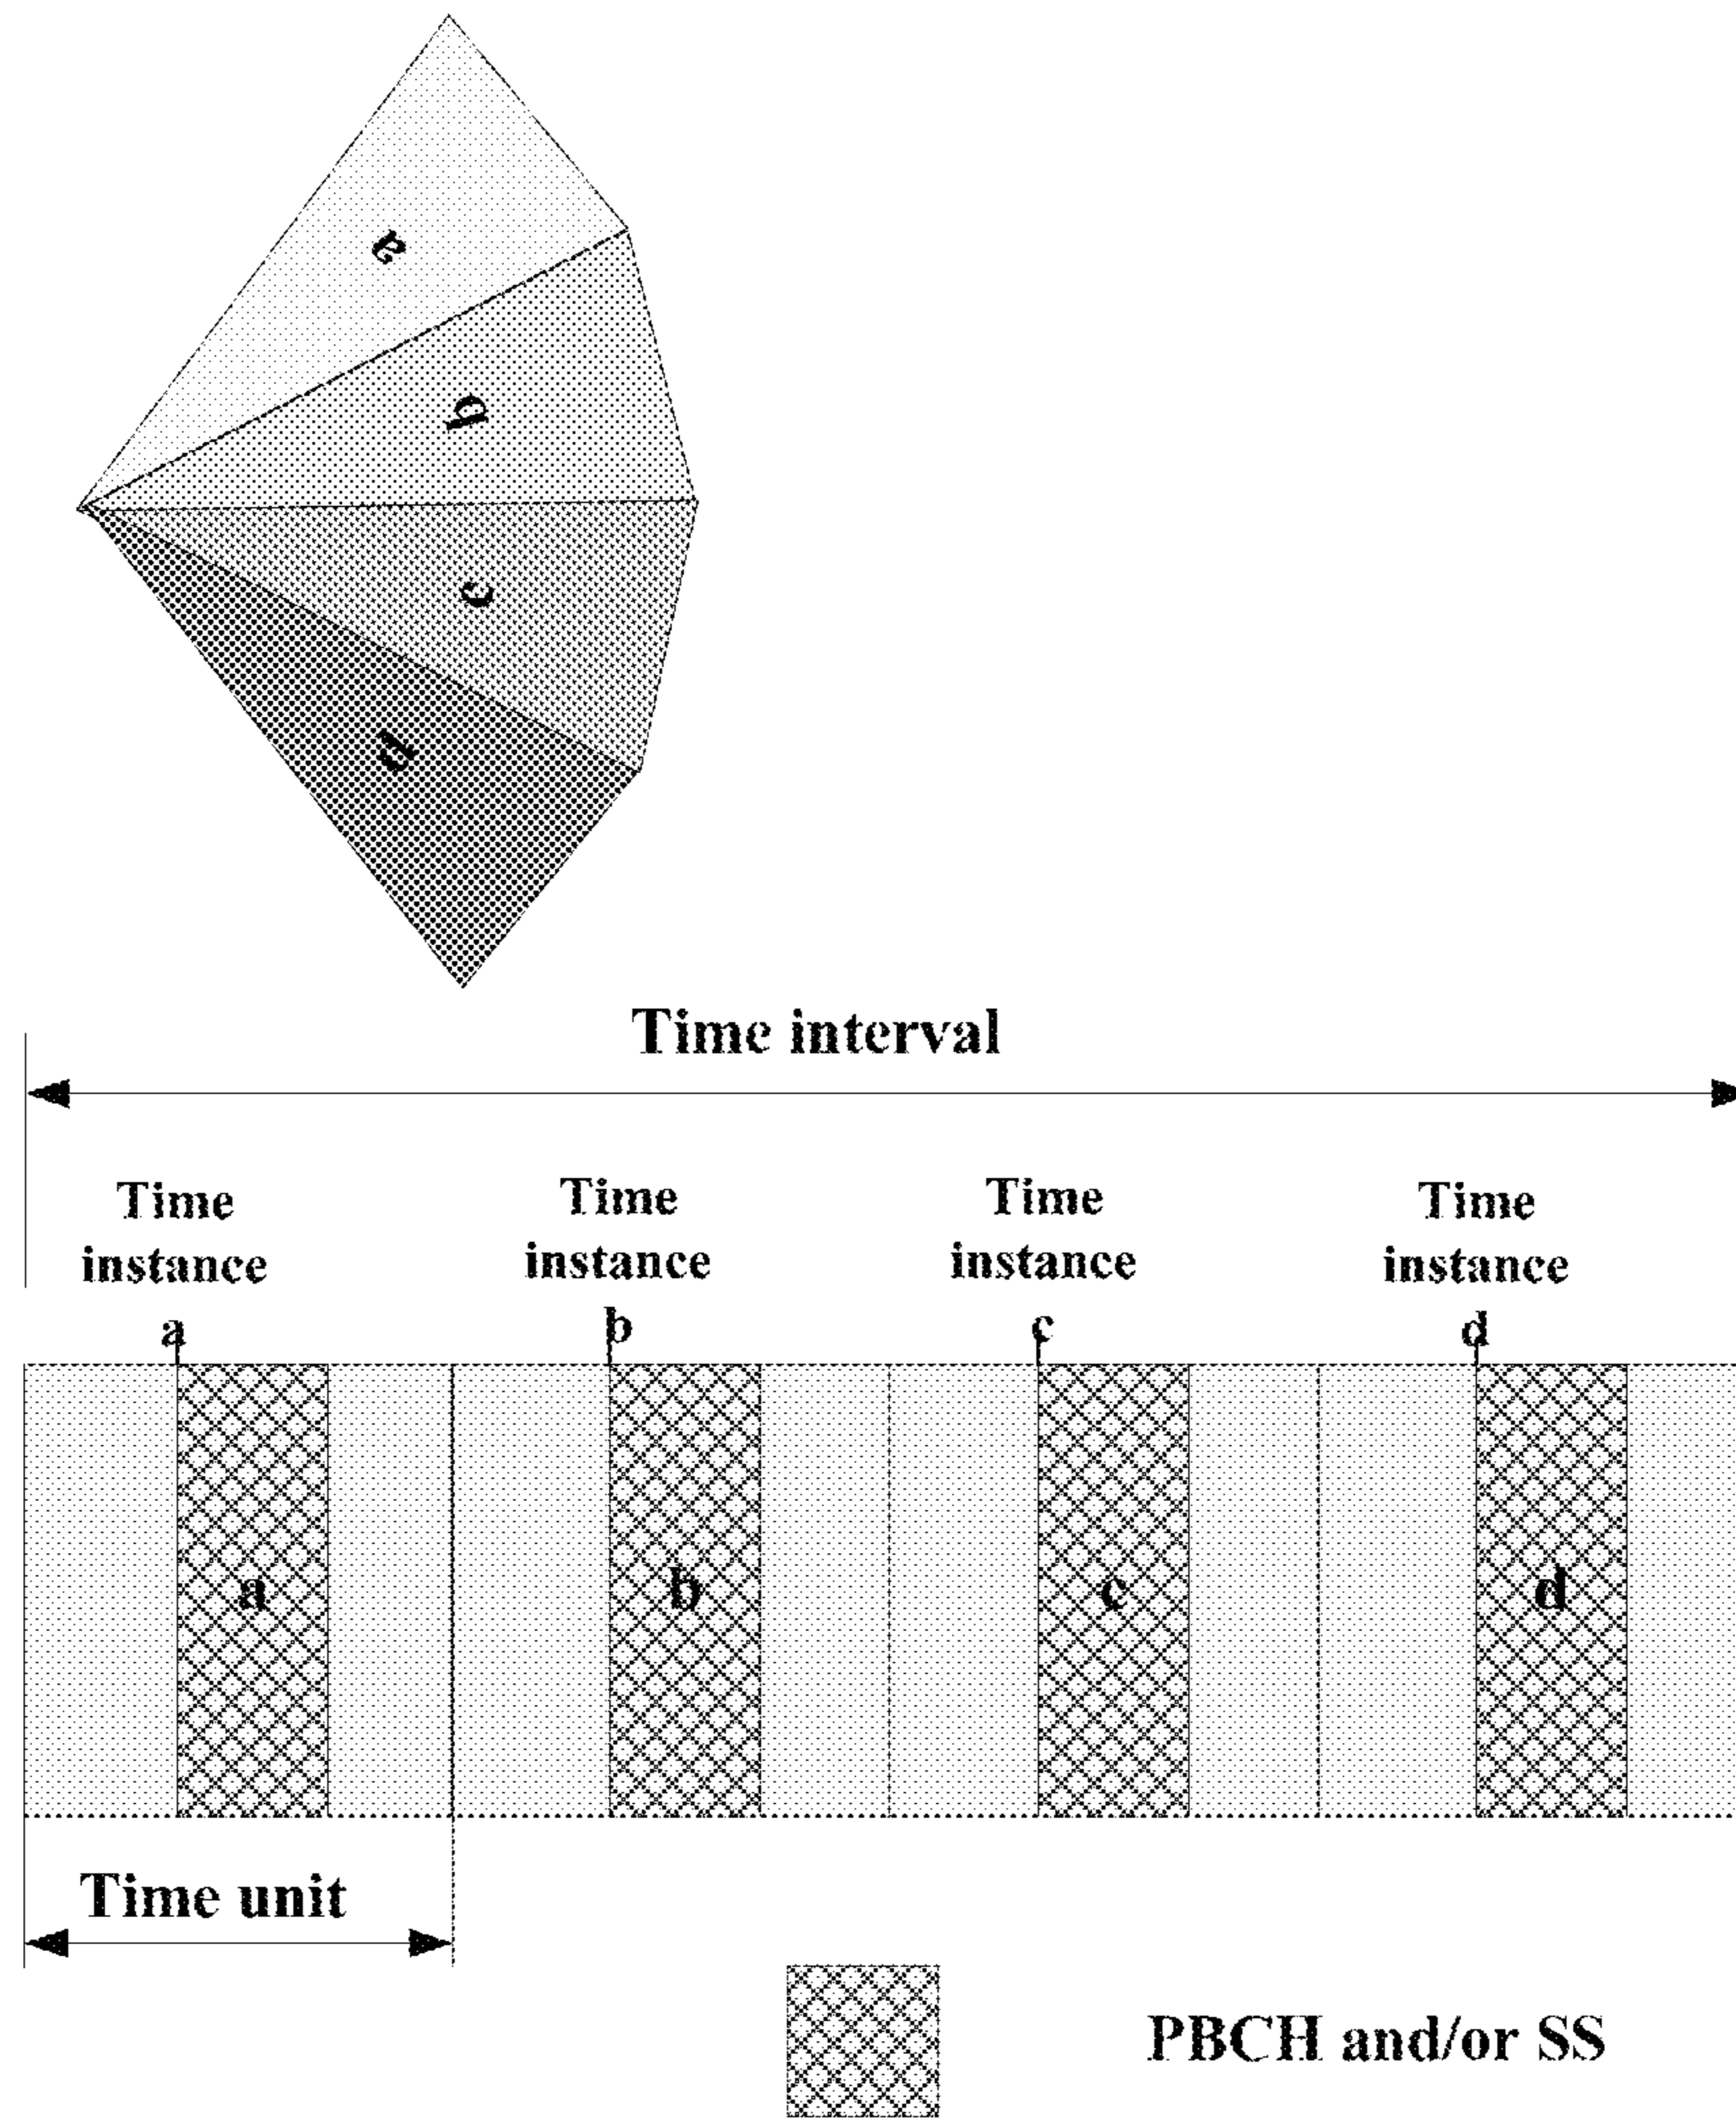 a
b
c
d
Time interval
Time instance a
Time instance b
Time instance c
Time instance d
a
b
c
d
Time unit
PBCH and/or SS